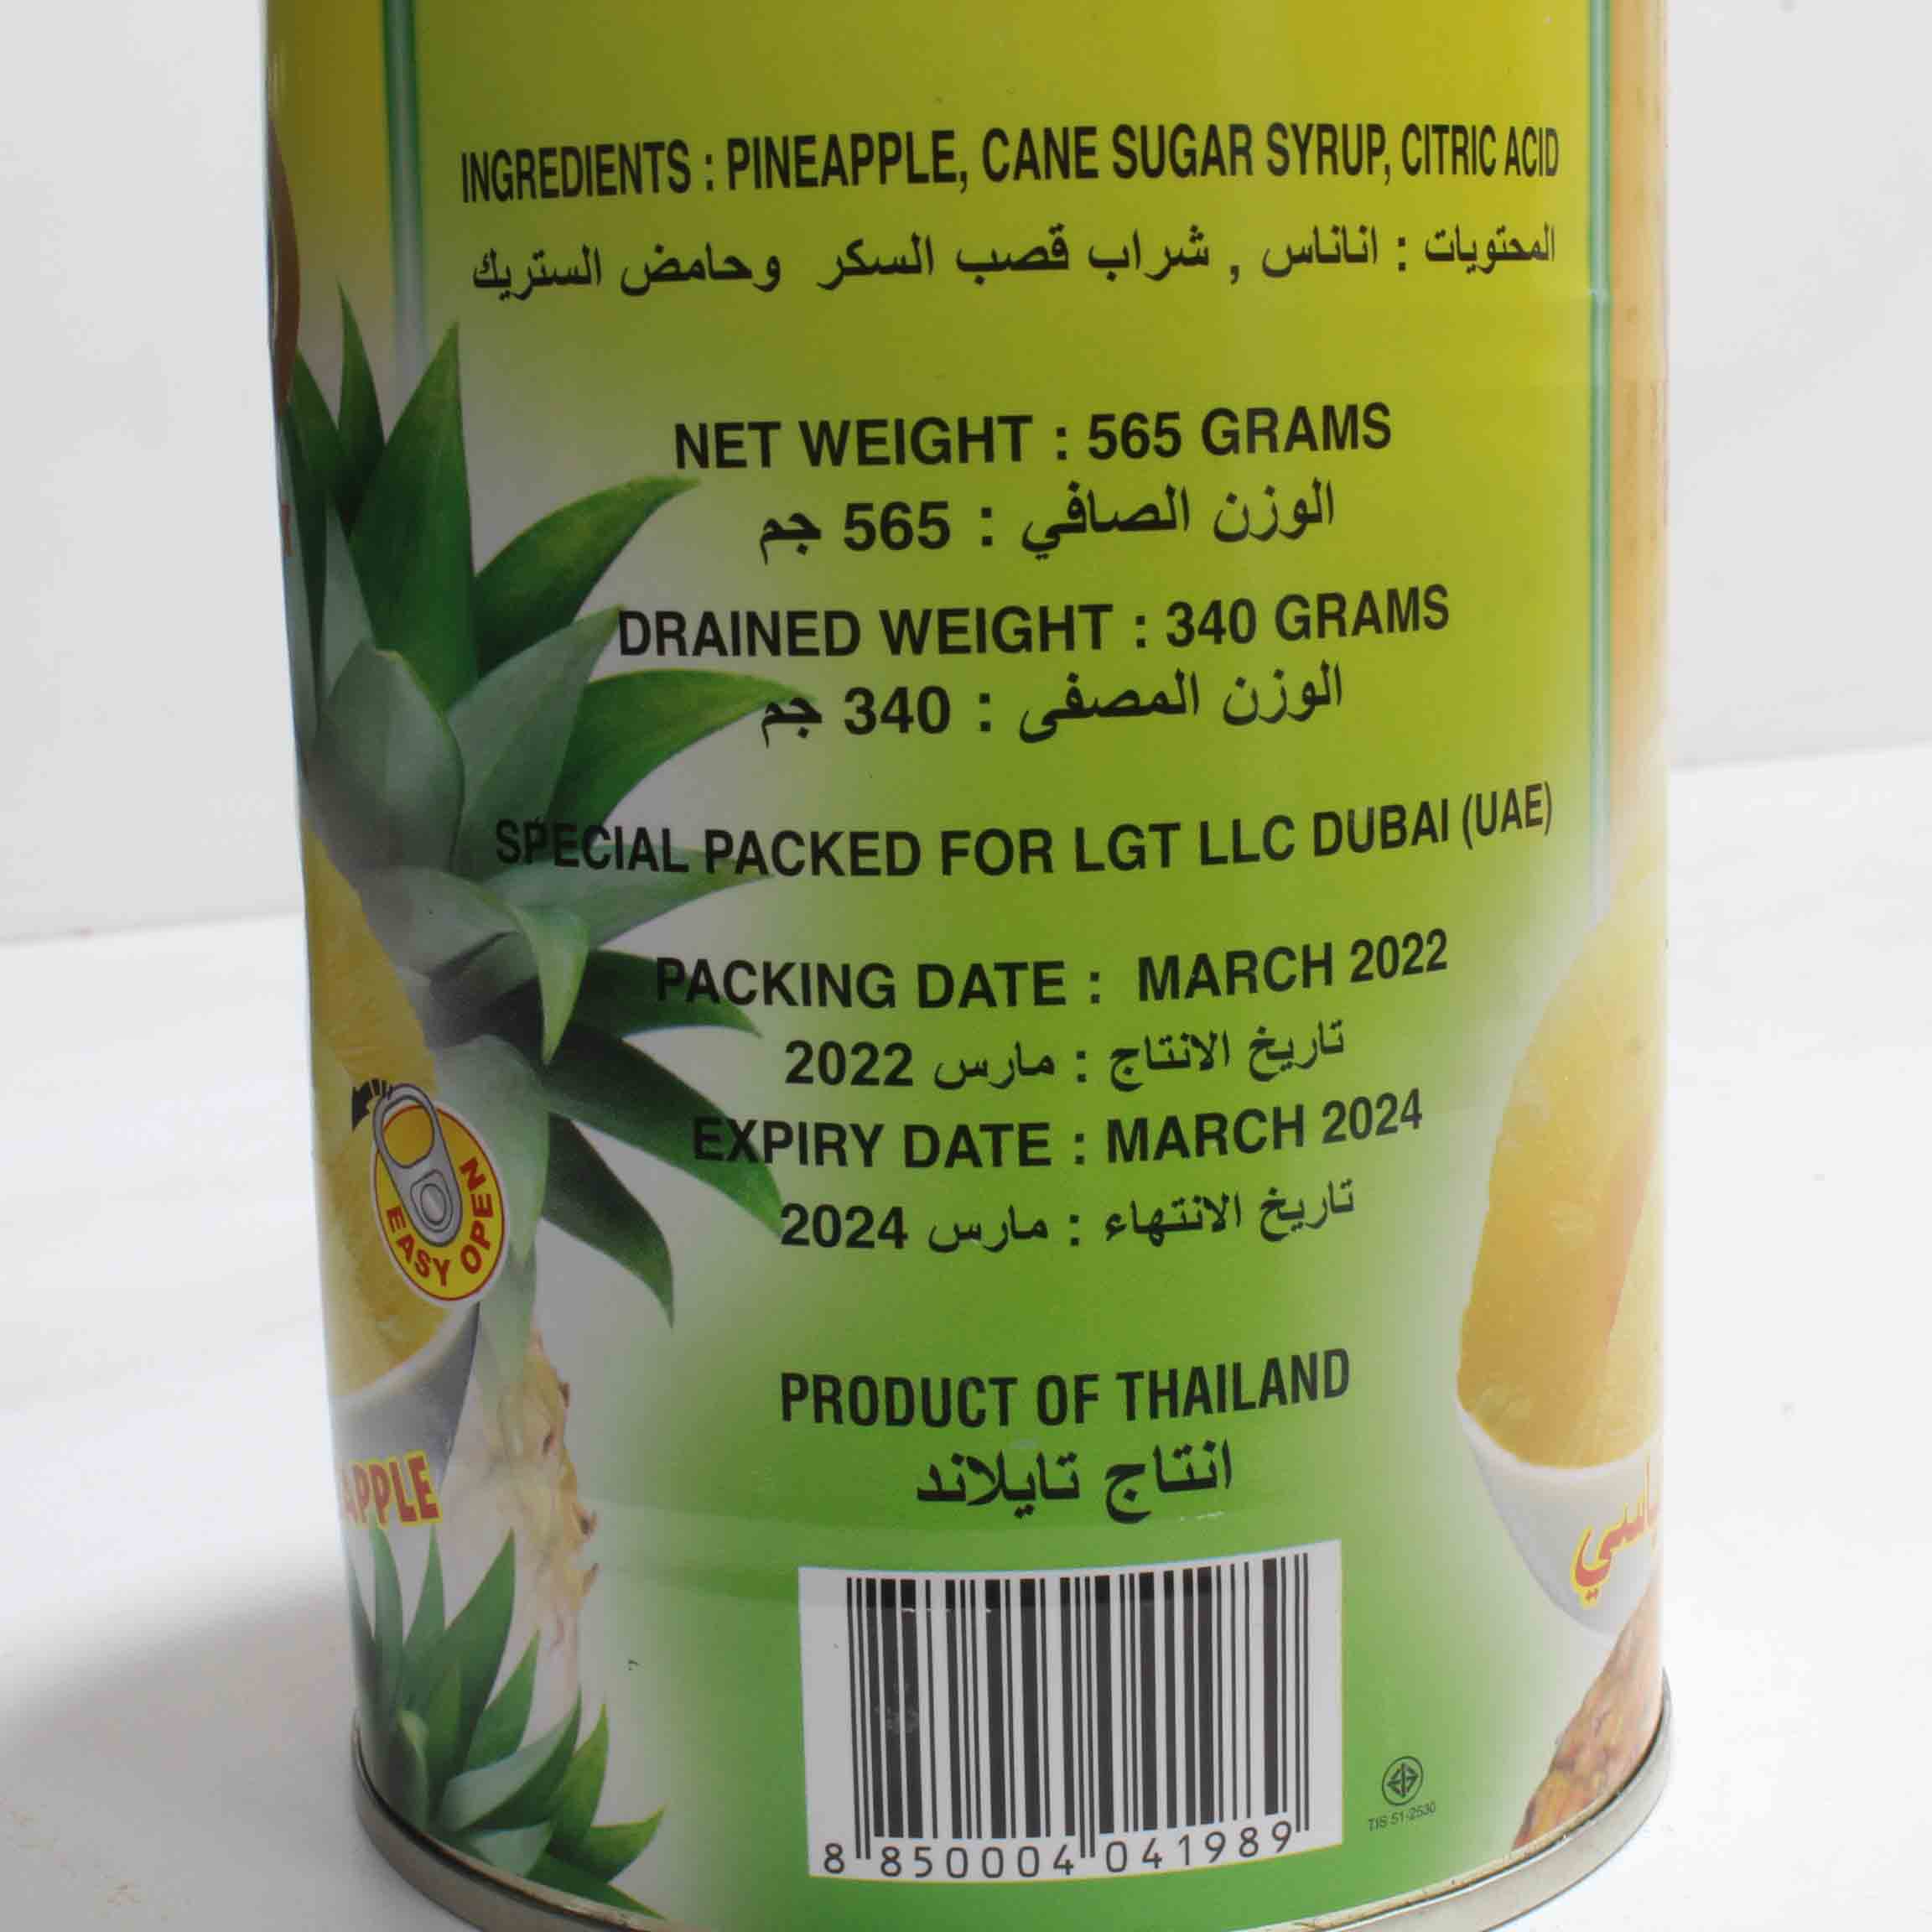 INGREDIENTS : PINEAPPLE, CANE SUGAR SYRUP, CITRIC ACID
المحتويات : اناناس , شراب قصب السكر وحامض الستريك
NET WEIGHT : 565 GRAMS
الوزن الصافي : 565 جم
DRAINED WEIGHT : 340 GRAMS
الوزن المصفى : 340 جم
SPECIAL PACKED FOR LGT LLC DUBAI (UAE)
PACKING DATE : MARCH 2022
تاريخ الانتاج : مارس 2022
EXPIRY DATE : MARCH 2024
تاريخ الانتهاء : مارس 2024
EASY OPEN
PRODUCT OF THAILAND
انتاج تايلاند
APPLE
8 850004 041989
TIS 51-2530